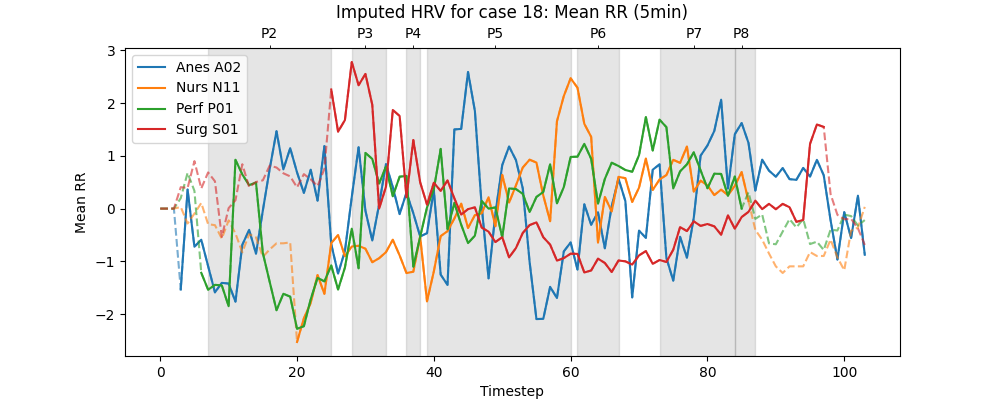 Imputed HRV for case 18: Mean RR (5min)
P2 P3 P4 P5 P6 P7 P8
Anes A02
Nurs N11
Perf P01
Surg S01
3
2
1
0
−1
−2
Mean RR
0 20 40 60 80 100
Timestep